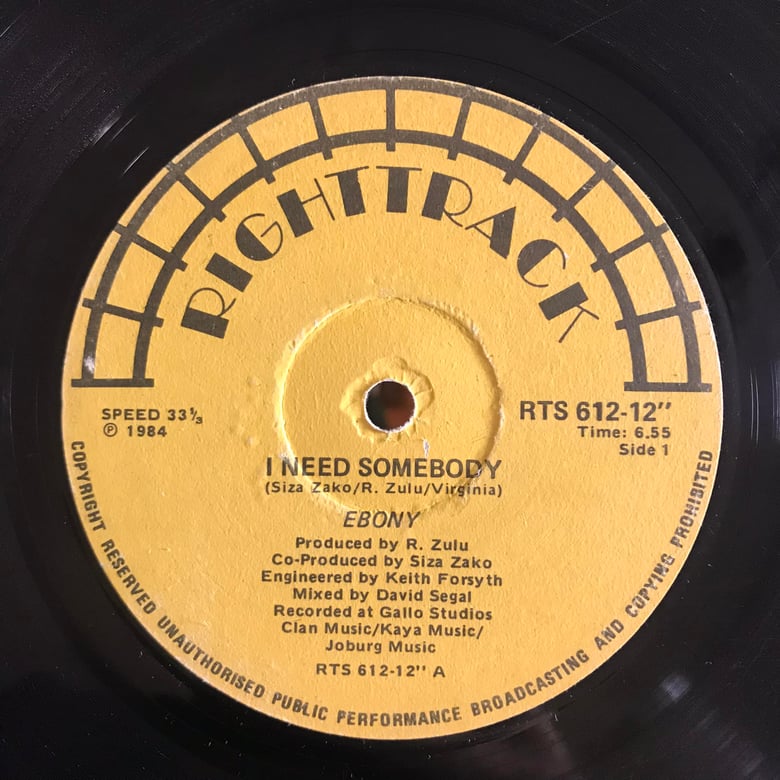 RIGHTTRACK
SPEED 33⅓
℗ 1984
RTS 612-12"
Time: 6.55
Side 1
I NEED SOMEBODY
(Siza Zako/R. Zulu/Virginia)
EBONY
Produced by R. Zulu
Co-Produced by Siza Zako
Engineered by Keith Forsyth
Mixed by David Segal
Recorded at Gallo Studios
Clan Music/Kaya Music/
Joburg Music
RTS 612-12" A
COPYRIGHT RESERVED UNAUTHORISED PUBLIC PERFORMANCE BROADCASTING AND COPYING PROHIBITED